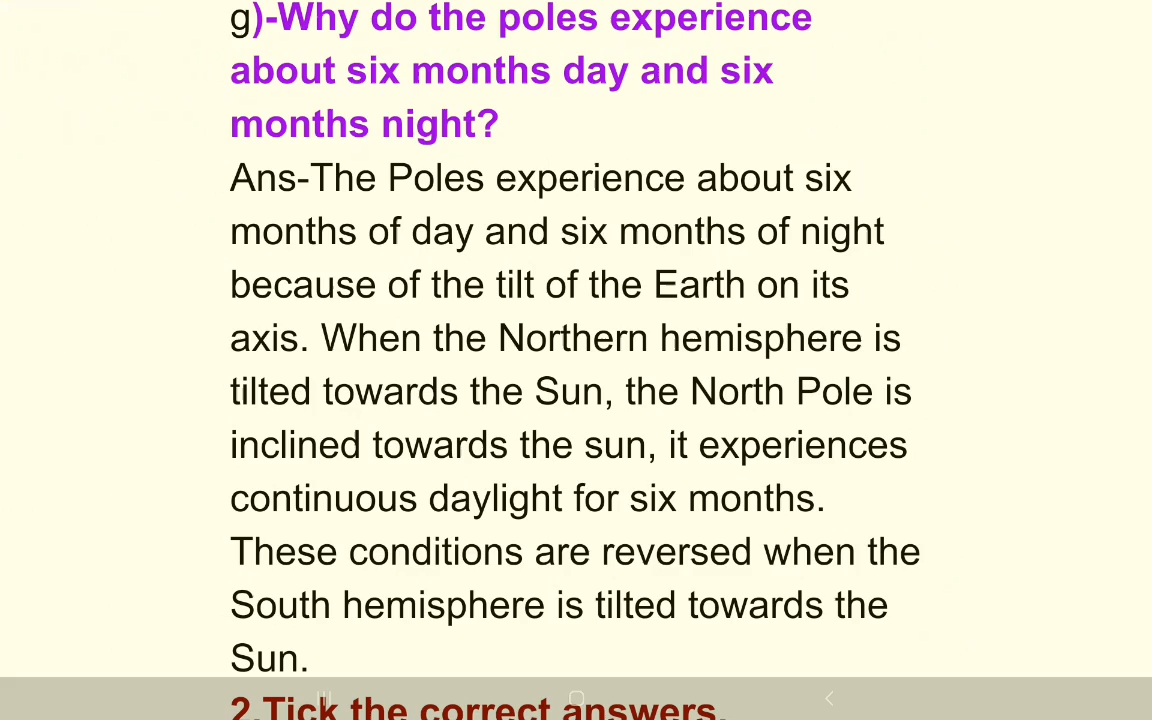 g)-Why do the poles experience
about six months day and six
months night?
Ans-The Poles experience about six
months of day and six months of night
because of the tilt of the Earth on its
axis. When the Northern hemisphere is
tilted towards the Sun, the North Pole is
inclined towards the sun, it experiences
continuous daylight for six months.
These conditions are reversed when the
South hemisphere is tilted towards the
Sun.
2.Tick the correct answers.